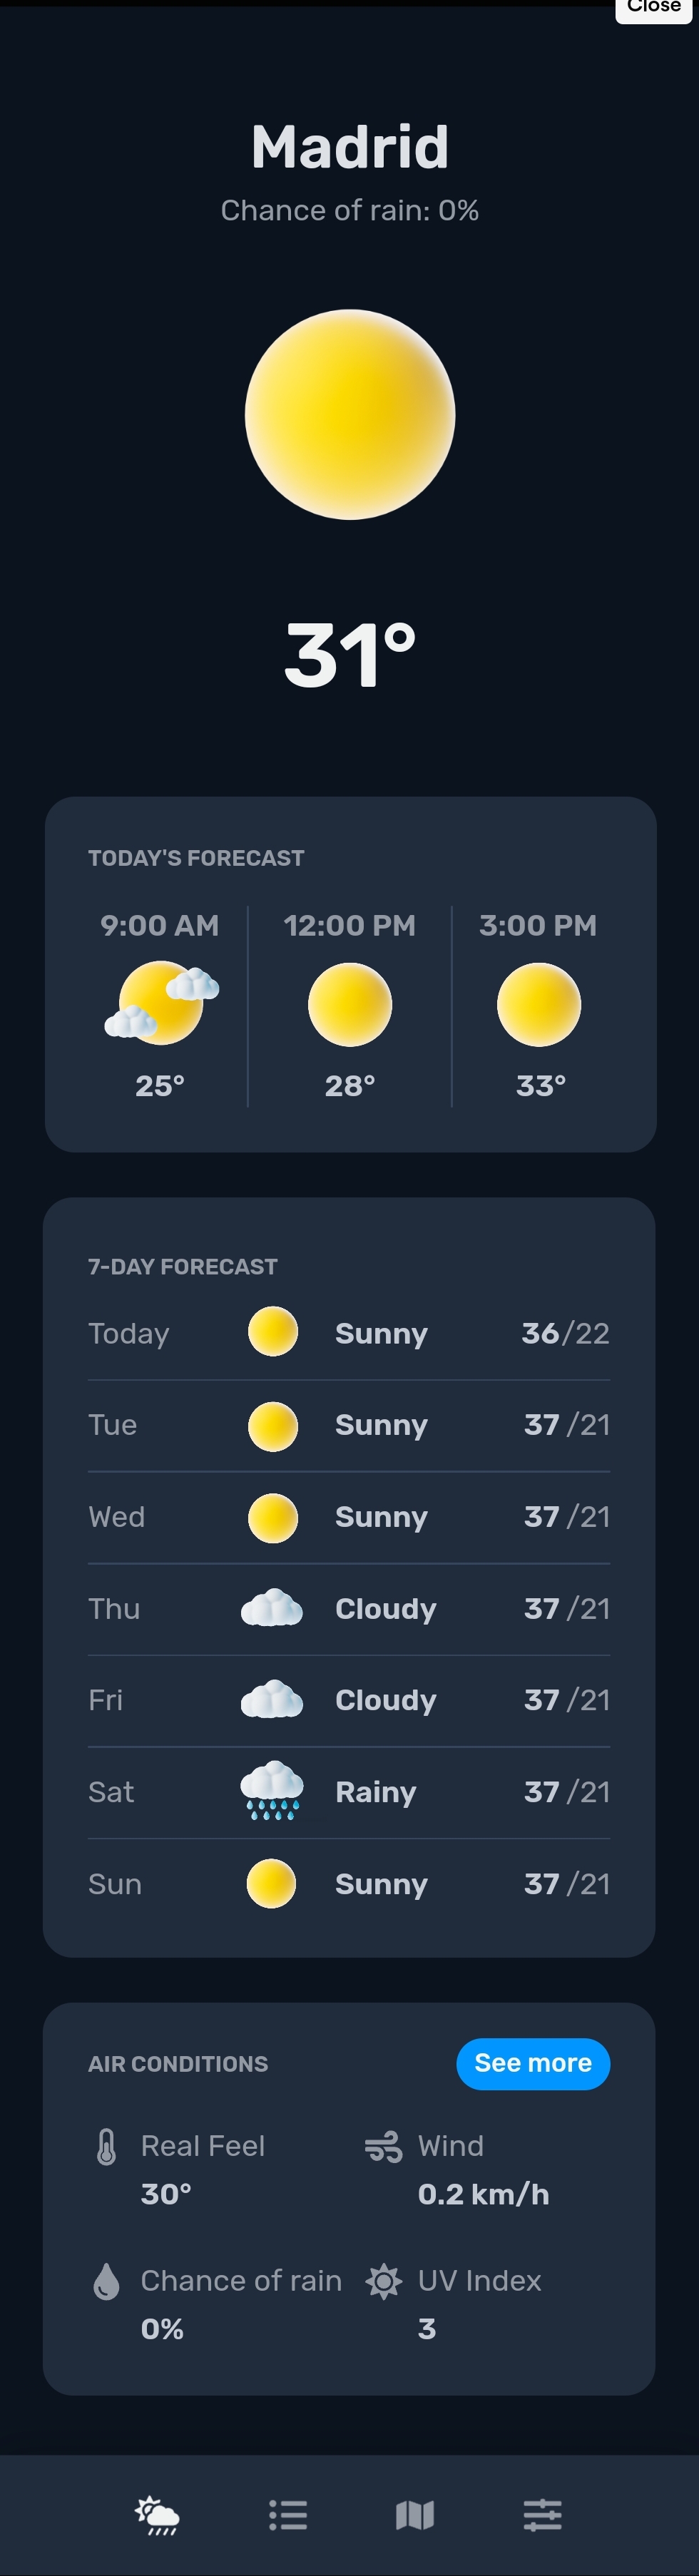 Close
Madrid
Chance of rain: 0%
31°
TODAY'S FORECAST
9:00 AM 12:00 PM 3:00 PM
25° 28° 33°
7-DAY FORECAST
Today Sunny 36/22
Tue Sunny 37 /21
Wed Sunny 37 /21
Thu Cloudy 37 /21
Fri Cloudy 37 /21
Sat Rainy 37 /21
Sun Sunny 37 /21
AIR CONDITIONS See more
Real Feel Wind
30° 0.2 km/h
Chance of rain UV Index
0% 3